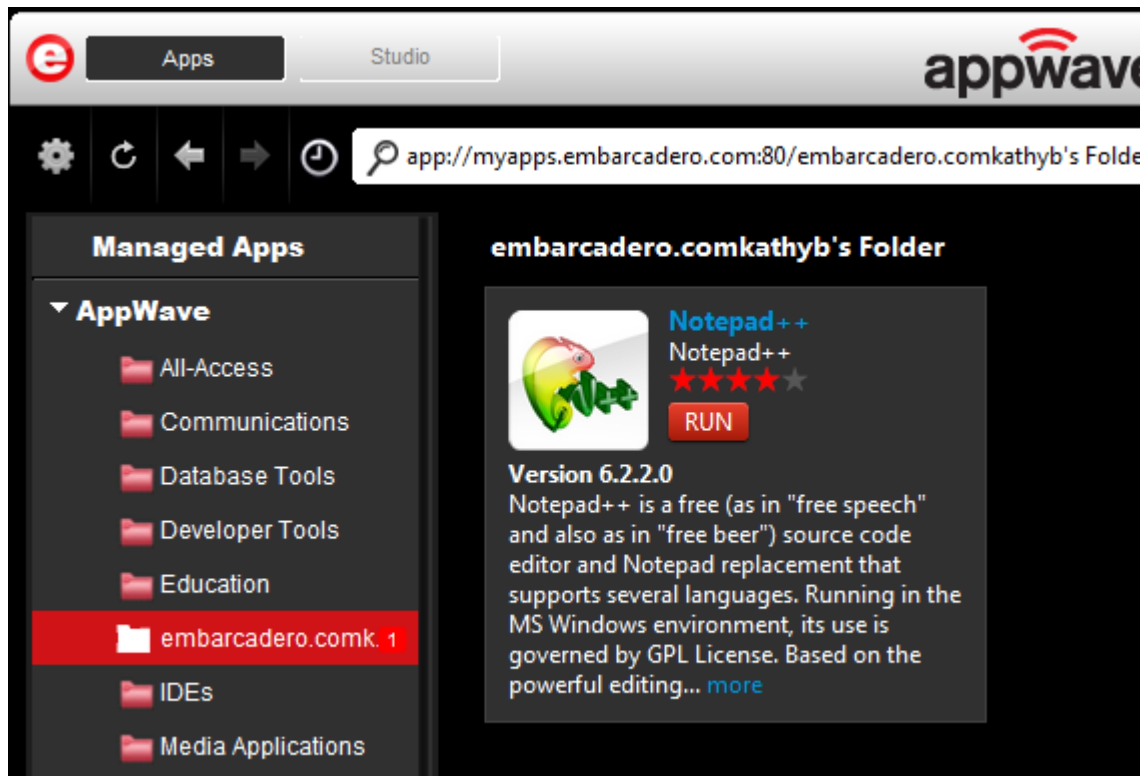 e
Apps
Studio
appwave
app://myapps.embarcadero.com:80/embarcadero.comkathyb's Folde
Managed Apps
embarcadero.comkathyb's Folder
AppWave
All-Access
Communications
Database Tools
Developer Tools
Education
embarcadero.comk. 1
IDEs
Media Applications
Notepad++
Notepad++
RUN
Version 6.2.2.0
Notepad++ is a free (as in "free speech"
and also as in "free beer") source code
editor and Notepad replacement that
supports several languages. Running in the
MS Windows environment, its use is
governed by GPL License. Based on the
powerful editing... more